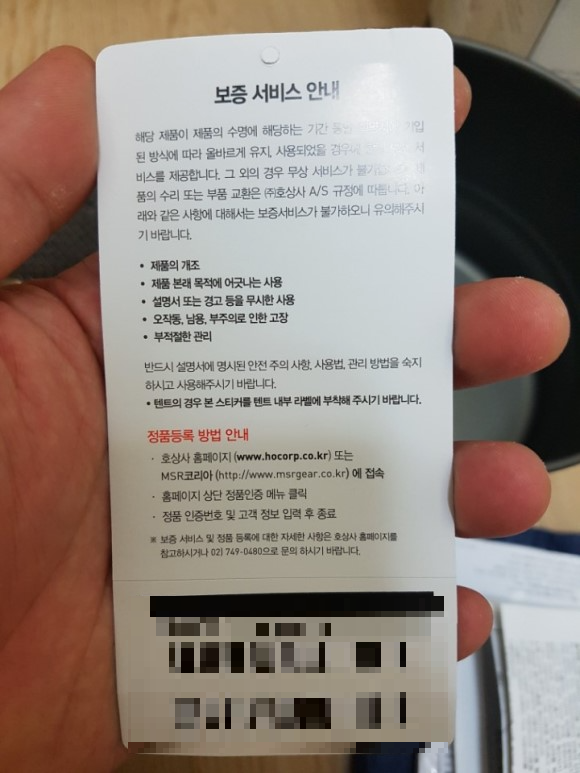 보증 서비스 안내
해당 제품이 제품의 수명에 해당하는 기간
된 방식에 따라 올바르게 유지, 사용되었을 경우에
비스를 제공합니다. 그 외의 경우 무상 서비스가
품의 수리 또는 부품 교환은 ㈜호상사 A/S 규정에 따릅니다. 아
래와 같은 사항에 대해서는 보증서비스가 불가하오니 유의해주시
기 바랍니다.
• 제품의 개조
• 제품 본래 목적에 어긋나는 사용
• 설명서 또는 경고 등을 무시한 사용
• 오작동, 남용, 부주의로 인한 고장
• 부적절한 관리
반드시 설명서에 명시된 안전 주의 사항, 사용법, 관리 방법을 숙지
하시고 사용해주시기 바랍니다.
• 텐트의 경우 본 스티커를 텐트 내부 라벨에 부착해 주시기 바랍니다.
정품등록 방법 안내
· 호상사 홈페이지 (www.hocorp.co.kr) 또는
MSR코리아 (http://www.msrgear.co.kr) 에 접속
· 홈페이지 상단 정품인증 메뉴 클릭
· 정품 인증번호 및 고객 정보 입력 후 종료
※ 보증 서비스 및 정품 등록에 대한 자세한 사항은 호상사 홈페이지를
참고하시거나 02) 749-0480으로 문의 하시기 바랍니다.